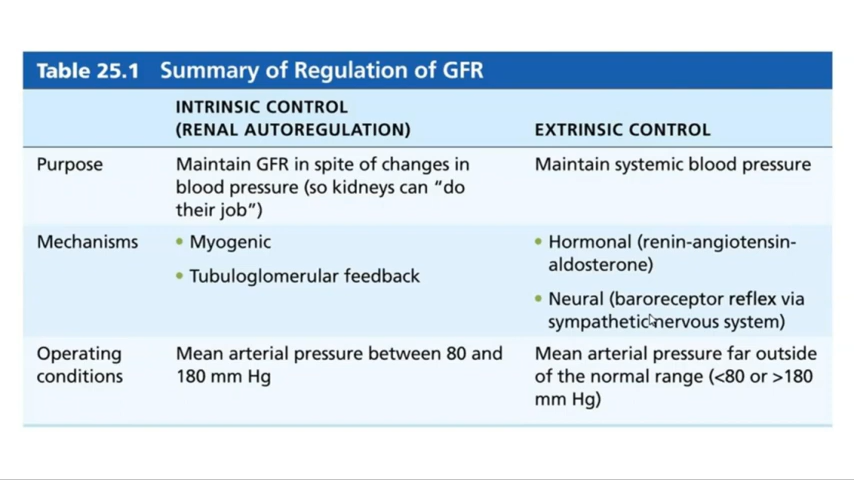 Table 25.1 Summary of Regulation of GFR
INTRINSIC CONTROL
(RENAL AUTOREGULATION)
EXTRINSIC CONTROL
Purpose
Maintain GFR in spite of changes in
blood pressure (so kidneys can “do
their job”)
Maintain systemic blood pressure
Mechanisms
• Myogenic
• Tubuloglomerular feedback
• Hormonal (renin-angiotensin-
aldosterone)
• Neural (baroreceptor reflex via
sympathetic nervous system)
Operating
conditions
Mean arterial pressure between 80 and
180 mm Hg
Mean arterial pressure far outside
of the normal range (<80 or >180
mm Hg)